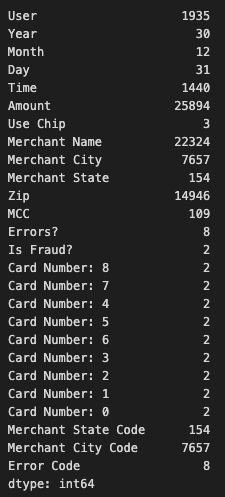 User 1935
Year 30
Month 12
Day 31
Time 1440
Amount 25894
Use Chip 3
Merchant Name 22324
Merchant City 7657
Merchant State 154
Zip 14946
MCC 109
Errors? 8
Is Fraud? 2
Card Number: 8 2
Card Number: 7 2
Card Number: 4 2
Card Number: 5 2
Card Number: 6 2
Card Number: 3 2
Card Number: 2 2
Card Number: 1 2
Card Number: 0 2
Merchant State Code 154
Merchant City Code 7657
Error Code 8
dtype: int64